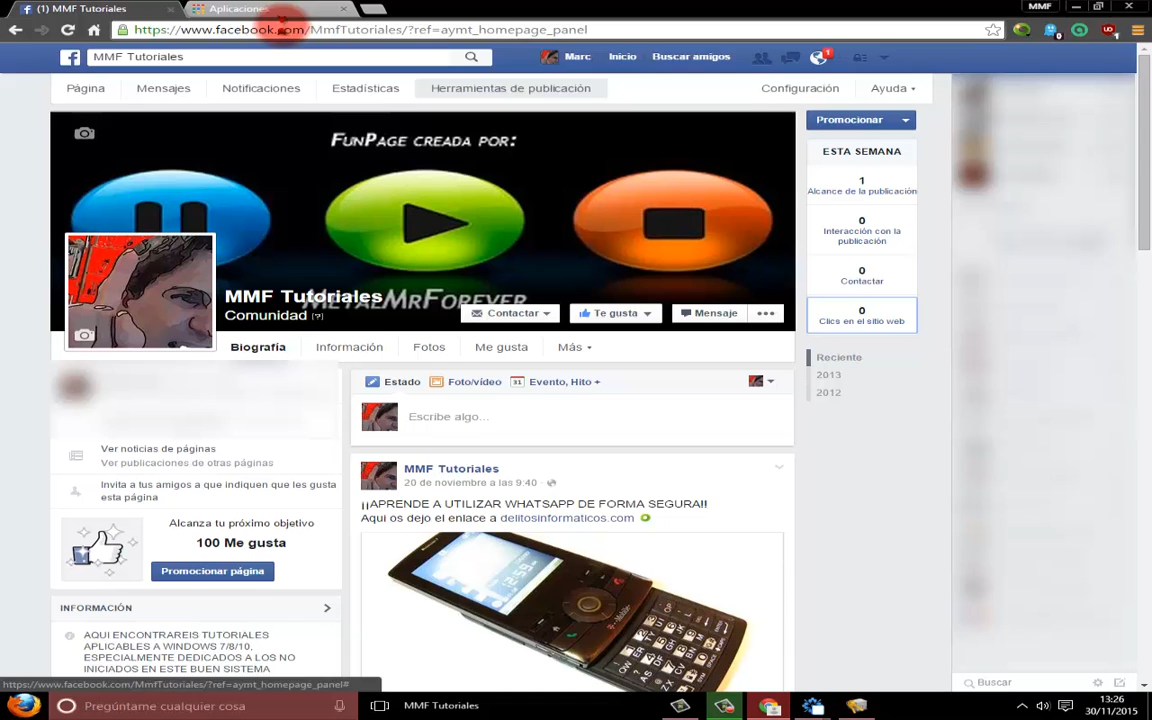 (1) MMF Tutoriales
Aplicaciones
MMF
https://www.facebook.com/MmfTutoriales/?ref=aymt_homepage_panel
MMF Tutoriales
Marc
Inicio
Buscar amigos
1
Página
Mensajes
Notificaciones
Estadísticas
Herramientas de publicación
Configuración
Ayuda
FunPage creada por:
MetalMrForever
MMF Tutoriales
Comunidad (?)
Contactar
Te gusta
Mensaje
Biografía
Información
Fotos
Me gusta
Más
Promocionar
ESTA SEMANA
1
Alcance de la publicación
0
Interacción con la
publicación
0
Contactar
0
Clics en el sitio web
Reciente
2013
2012
Ver noticias de páginas
Ver publicaciones de otras páginas
Invita a tus amigos a que indiquen que les gusta
esta página
Alcanza tu próximo objetivo
100 Me gusta
Promocionar página
INFORMACIÓN
AQUI ENCONTRAREIS TUTORIALES
APLICABLES A WINDOWS 7/8/10,
ESPECIALMENTE DEDICADOS A LOS NO
INICIADOS EN ESTE BUEN SISTEMA
Estado
Foto/vídeo
31
Evento, Hito +
Escribe algo...
MMF Tutoriales
20 de noviembre a las 9:40
¡¡APRENDE A UTILIZAR WHATSAPP DE FORMA SEGURA!!
Aqui os dejo el enlace a delitosinformaticos.com
Buscar
https://www.facebook.com/MmfTutoriales/?ref=aymt_homepage_panel#
Pregúntame cualquier cosa
MMF Tutoriales
13:26
30/11/2015